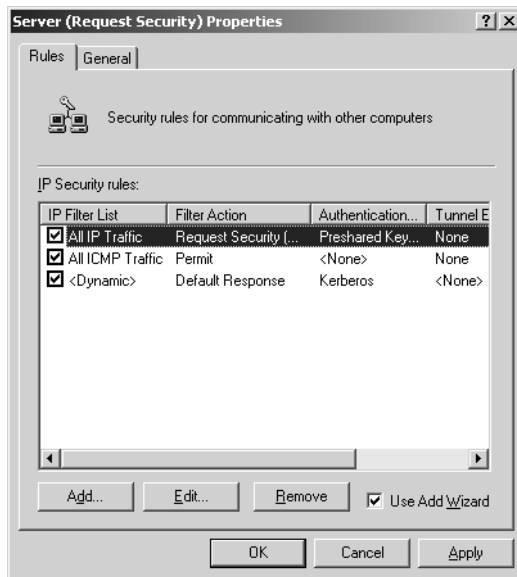 Server (Request Security) Properties ? x
Rules General
Security rules for communicating with other computers
IP Security rules:
IP Filter List Filter Action Authentication... Tunnel E
All IP Traffic Request Security (... Preshared Key... None
All ICMP Traffic Permit <None> None
<Dynamic> Default Response Kerberos <None>
Add... Edit... Remove Use Add Wizard
OK Cancel Apply